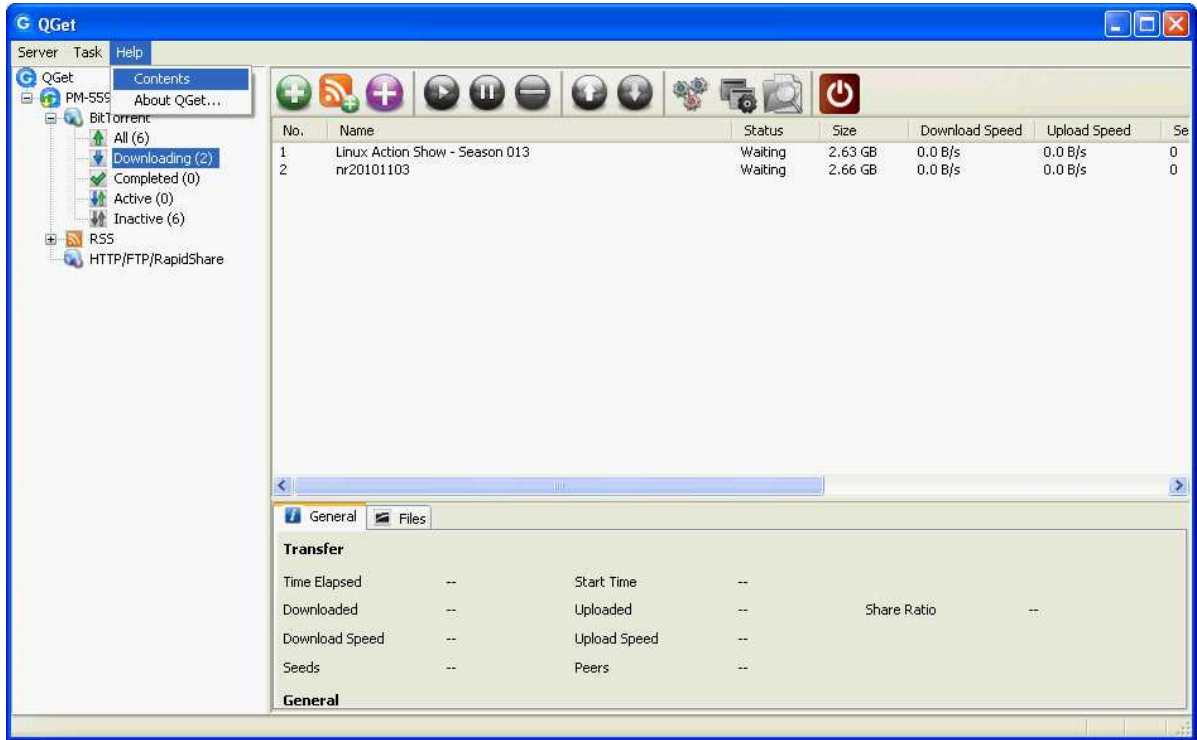 QGet
Server Task Help
Contents
About QGet...
QGet
PM-559
BitTorrent
All (6)
Downloading (2)
Completed (0)
Active (0)
Inactive (6)
RSS
HTTP/FTP/RapidShare
No. Name Status Size Download Speed Upload Speed Se
1 Linux Action Show - Season 013 Waiting 2.63 GB 0.0 B/s 0.0 B/s 0
2 nr20101103 Waiting 2.66 GB 0.0 B/s 0.0 B/s 0
General Files
Transfer
Time Elapsed -- Start Time --
Downloaded -- Uploaded -- Share Ratio --
Download Speed -- Upload Speed --
Seeds -- Peers --
General